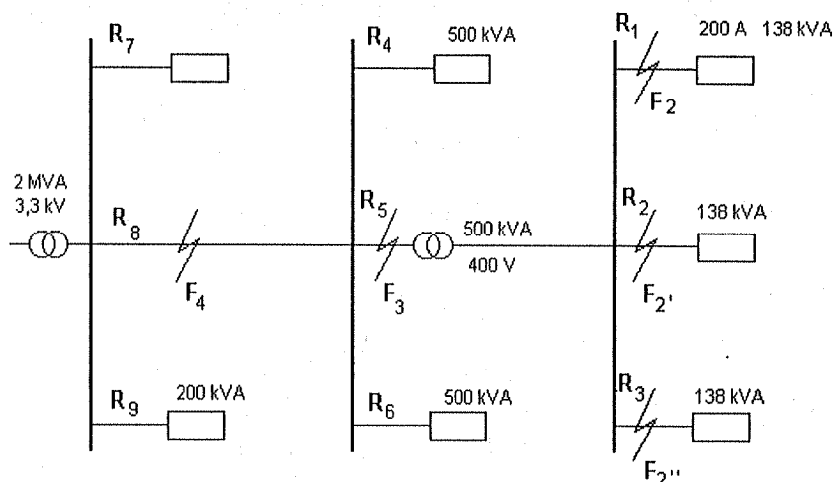 R7
R4
500 kVA
R1
200 A 138 kVA
F2
2 MVA
3,3 kV
R8
F4
R5
F3
500 kVA
400 V
R2
138 kVA
F2'
R9
200 kVA
R6
500 kVA
R3
138 kVA
F2''